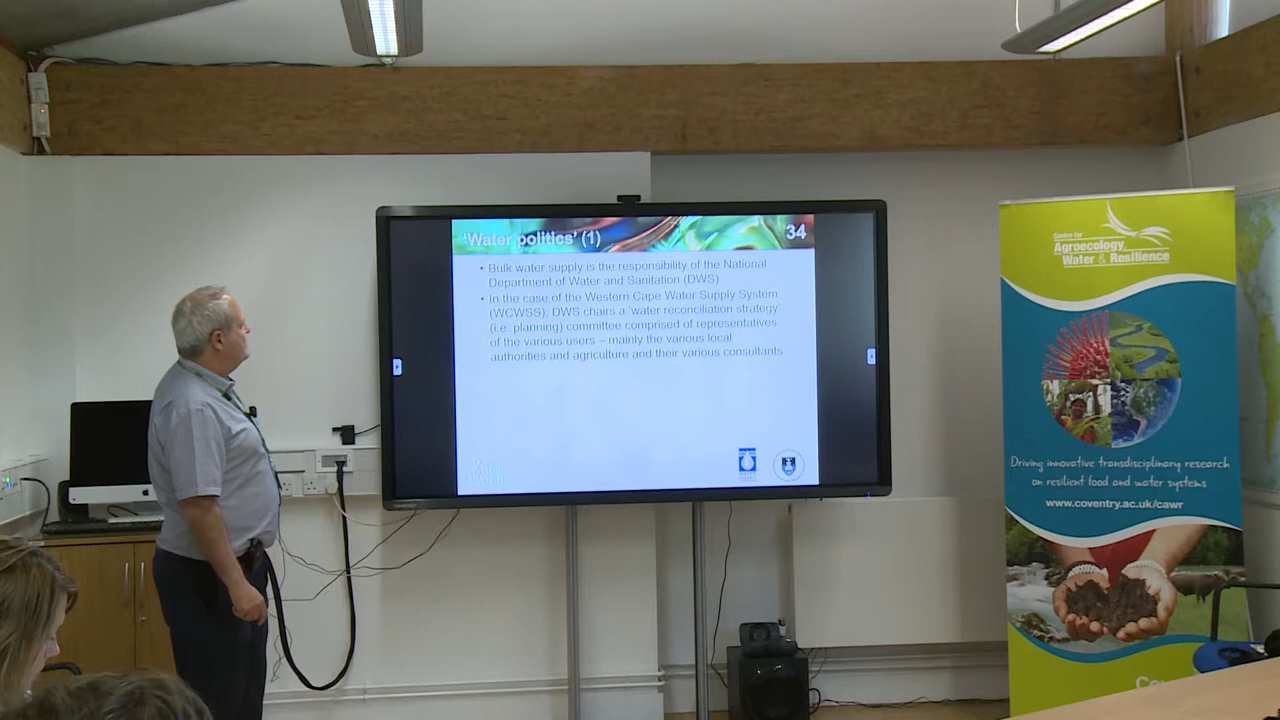 'Water politics' (1)
34
• Bulk water supply is the responsibility of the National
Department of Water and Sanitation (DWS)
• In the case of the Western Cape Water Supply System
(WCWSS), DWS chairs a 'water reconciliation strategy'
(i.e. planning) committee comprised of representatives
of the various users – mainly the various local
authorities and agriculture and their various consultants
Centre for
Agroecology,
Water & Resilience
Driving innovative transdisciplinary research
on resilient food and water systems
www.coventry.ac.uk/cawr